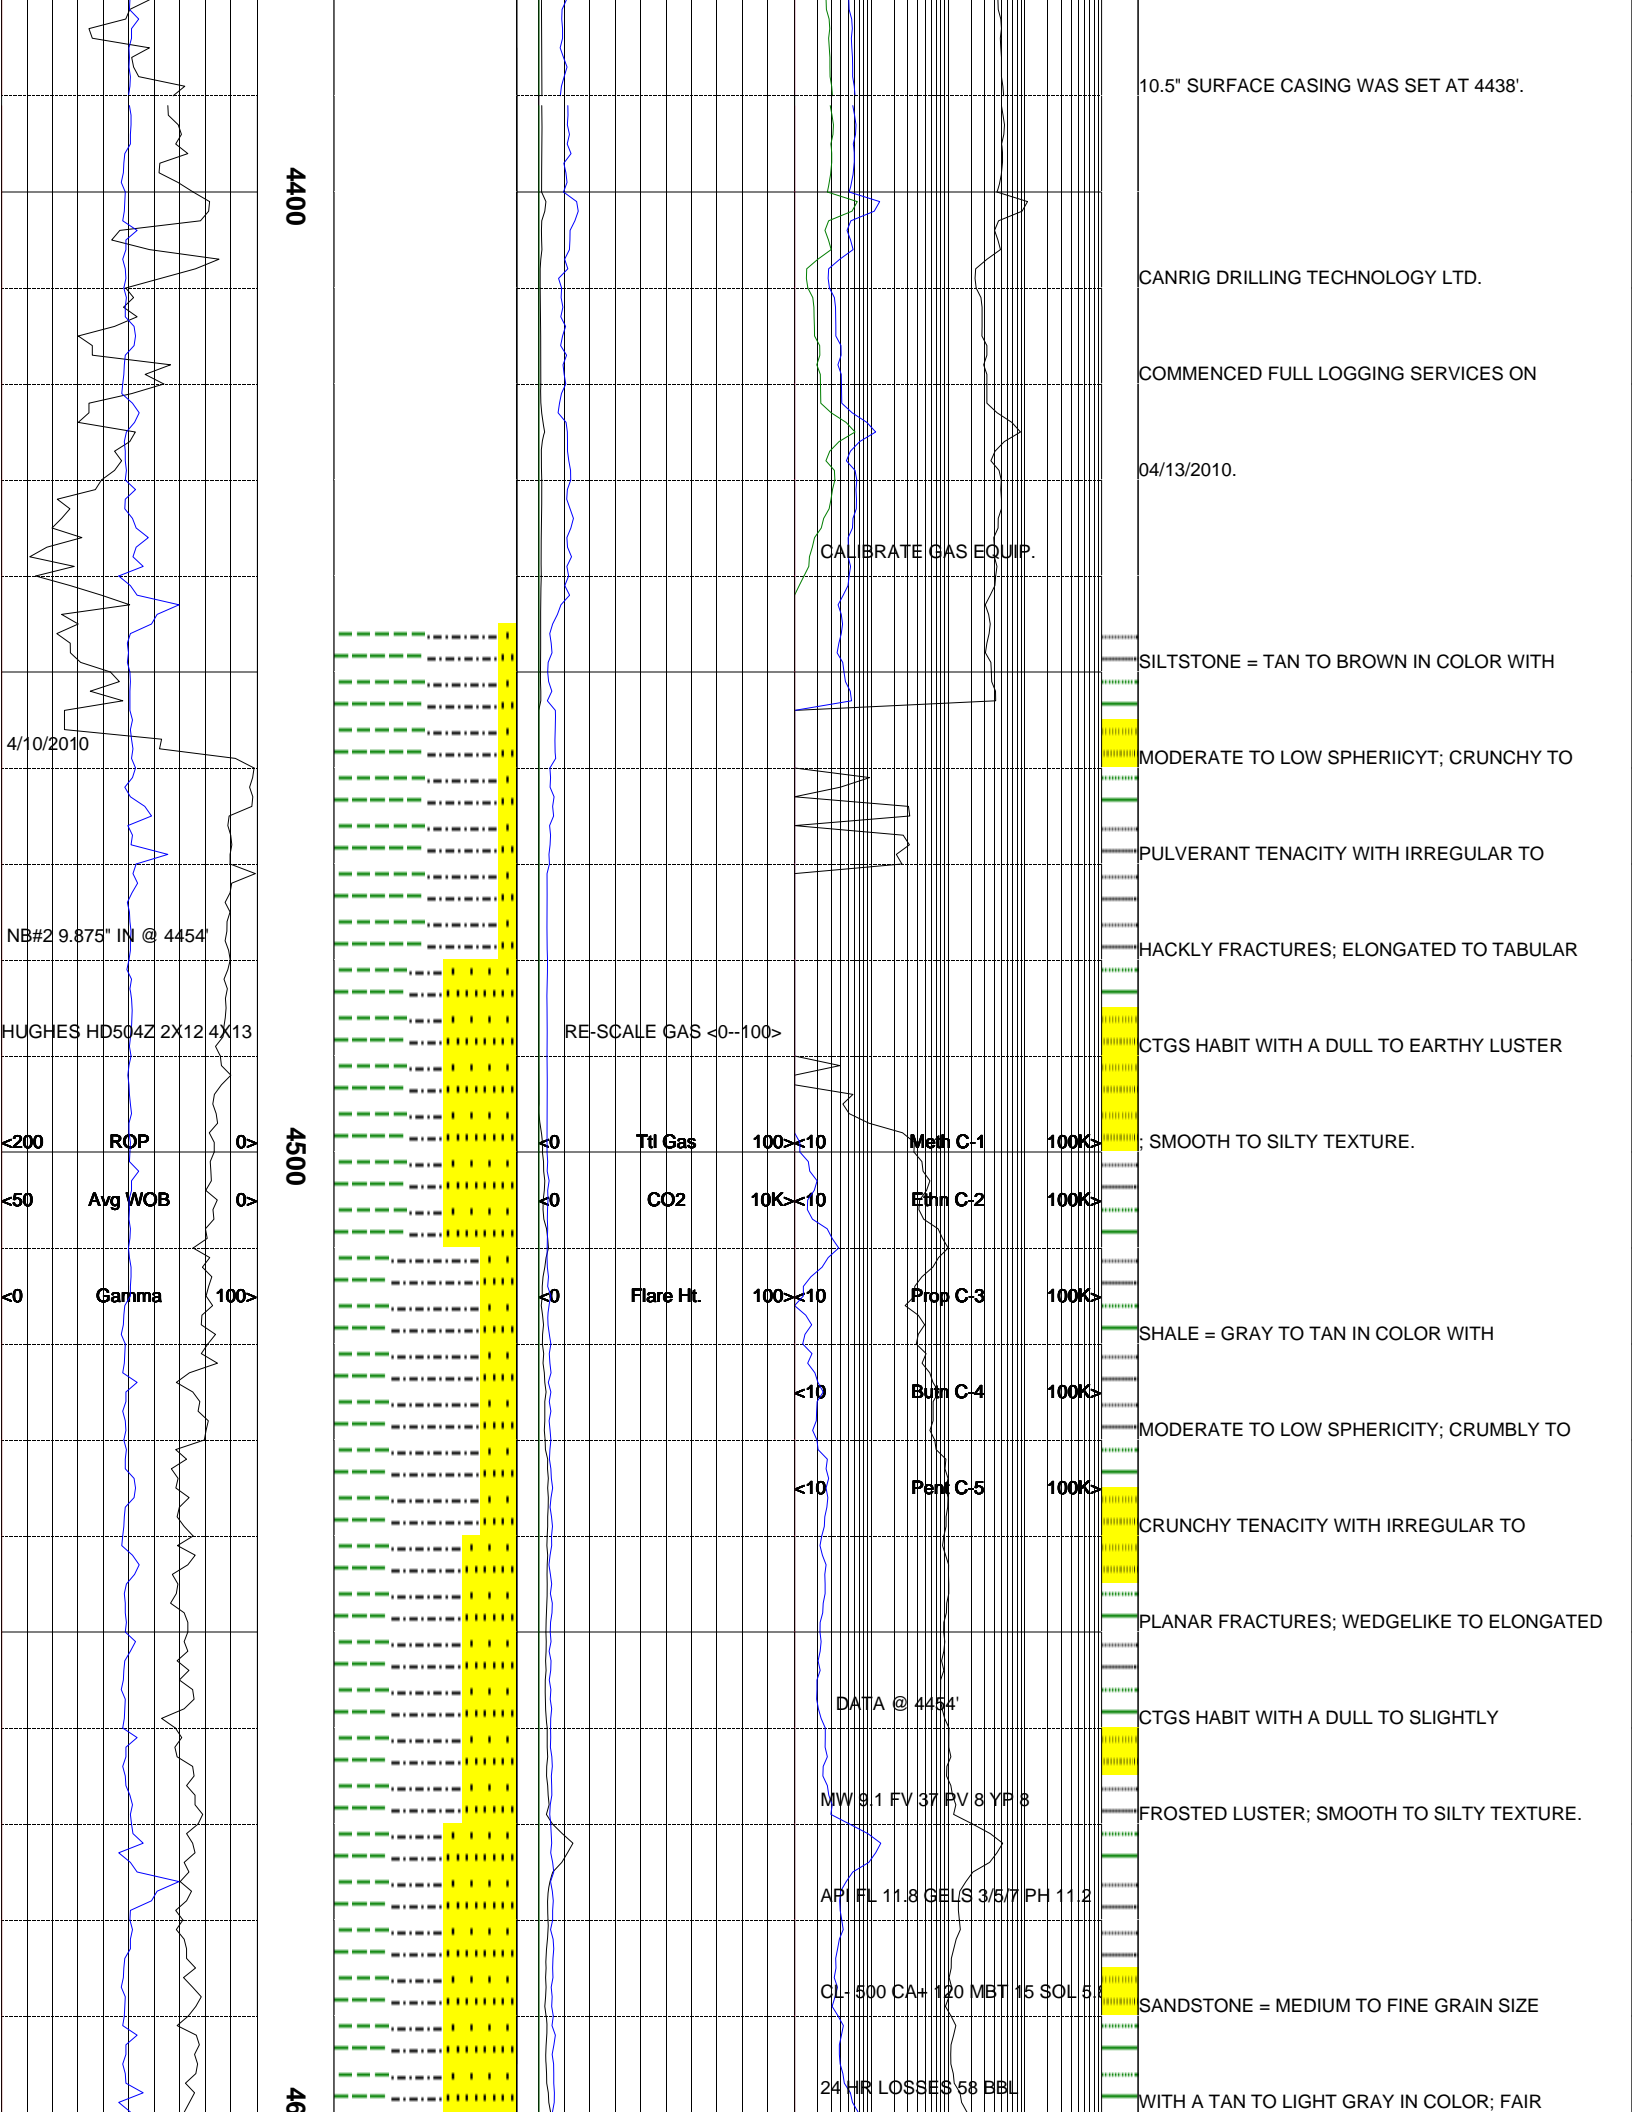 10.5" SURFACE CASING WAS SET AT 4438'.
4400
CANRIG DRILLING TECHNOLOGY LTD.
COMMENCED FULL LOGGING SERVICES ON
04/13/2010.
CALIBRATE GAS EQUIP.
SILTSTONE = TAN TO BROWN IN COLOR WITH
4/10/2010
MODERATE TO LOW SPHERIICYT; CRUNCHY TO
PULVERANT TENACITY WITH IRREGULAR TO
NB#2 9.875" IN @ 4454'
HACKLY FRACTURES; ELONGATED TO TABULAR
HUGHES HD504Z 2X12 4X13
RE-SCALE GAS <0--100>
CTGS HABIT WITH A DULL TO EARTHY LUSTER
<200 ROP 0>
4500
<0 Ttl Gas 100>
<10 Meth C-1 100K>
; SMOOTH TO SILTY TEXTURE.
<50 Avg WOB 0>
<0 CO2 10K>
<10 Ethn C-2 100K>
<0 Gamma 100>
<0 Flare Ht. 100>
<10 Prop C-3 100K>
SHALE = GRAY TO TAN IN COLOR WITH
<10 Butn C-4 100K>
MODERATE TO LOW SPHERICITY; CRUMBLY TO
<10 Pent C-5 100K>
CRUNCHY TENACITY WITH IRREGULAR TO
PLANAR FRACTURES; WEDGELIKE TO ELONGATED
DATA @ 4454'
CTGS HABIT WITH A DULL TO SLIGHTLY
MW 9.1 FV 37 PV 8 YP 8
FROSTED LUSTER; SMOOTH TO SILTY TEXTURE.
API FL 11.8 GELS 3/5/7 PH 11.2
CL- 500 CA+ 120 MBT 15 SOL
SANDSTONE = MEDIUM TO FINE GRAIN SIZE
24 HR LOSSES 58 BBL
WITH A TAN TO LIGHT GRAY IN COLOR; FAIR